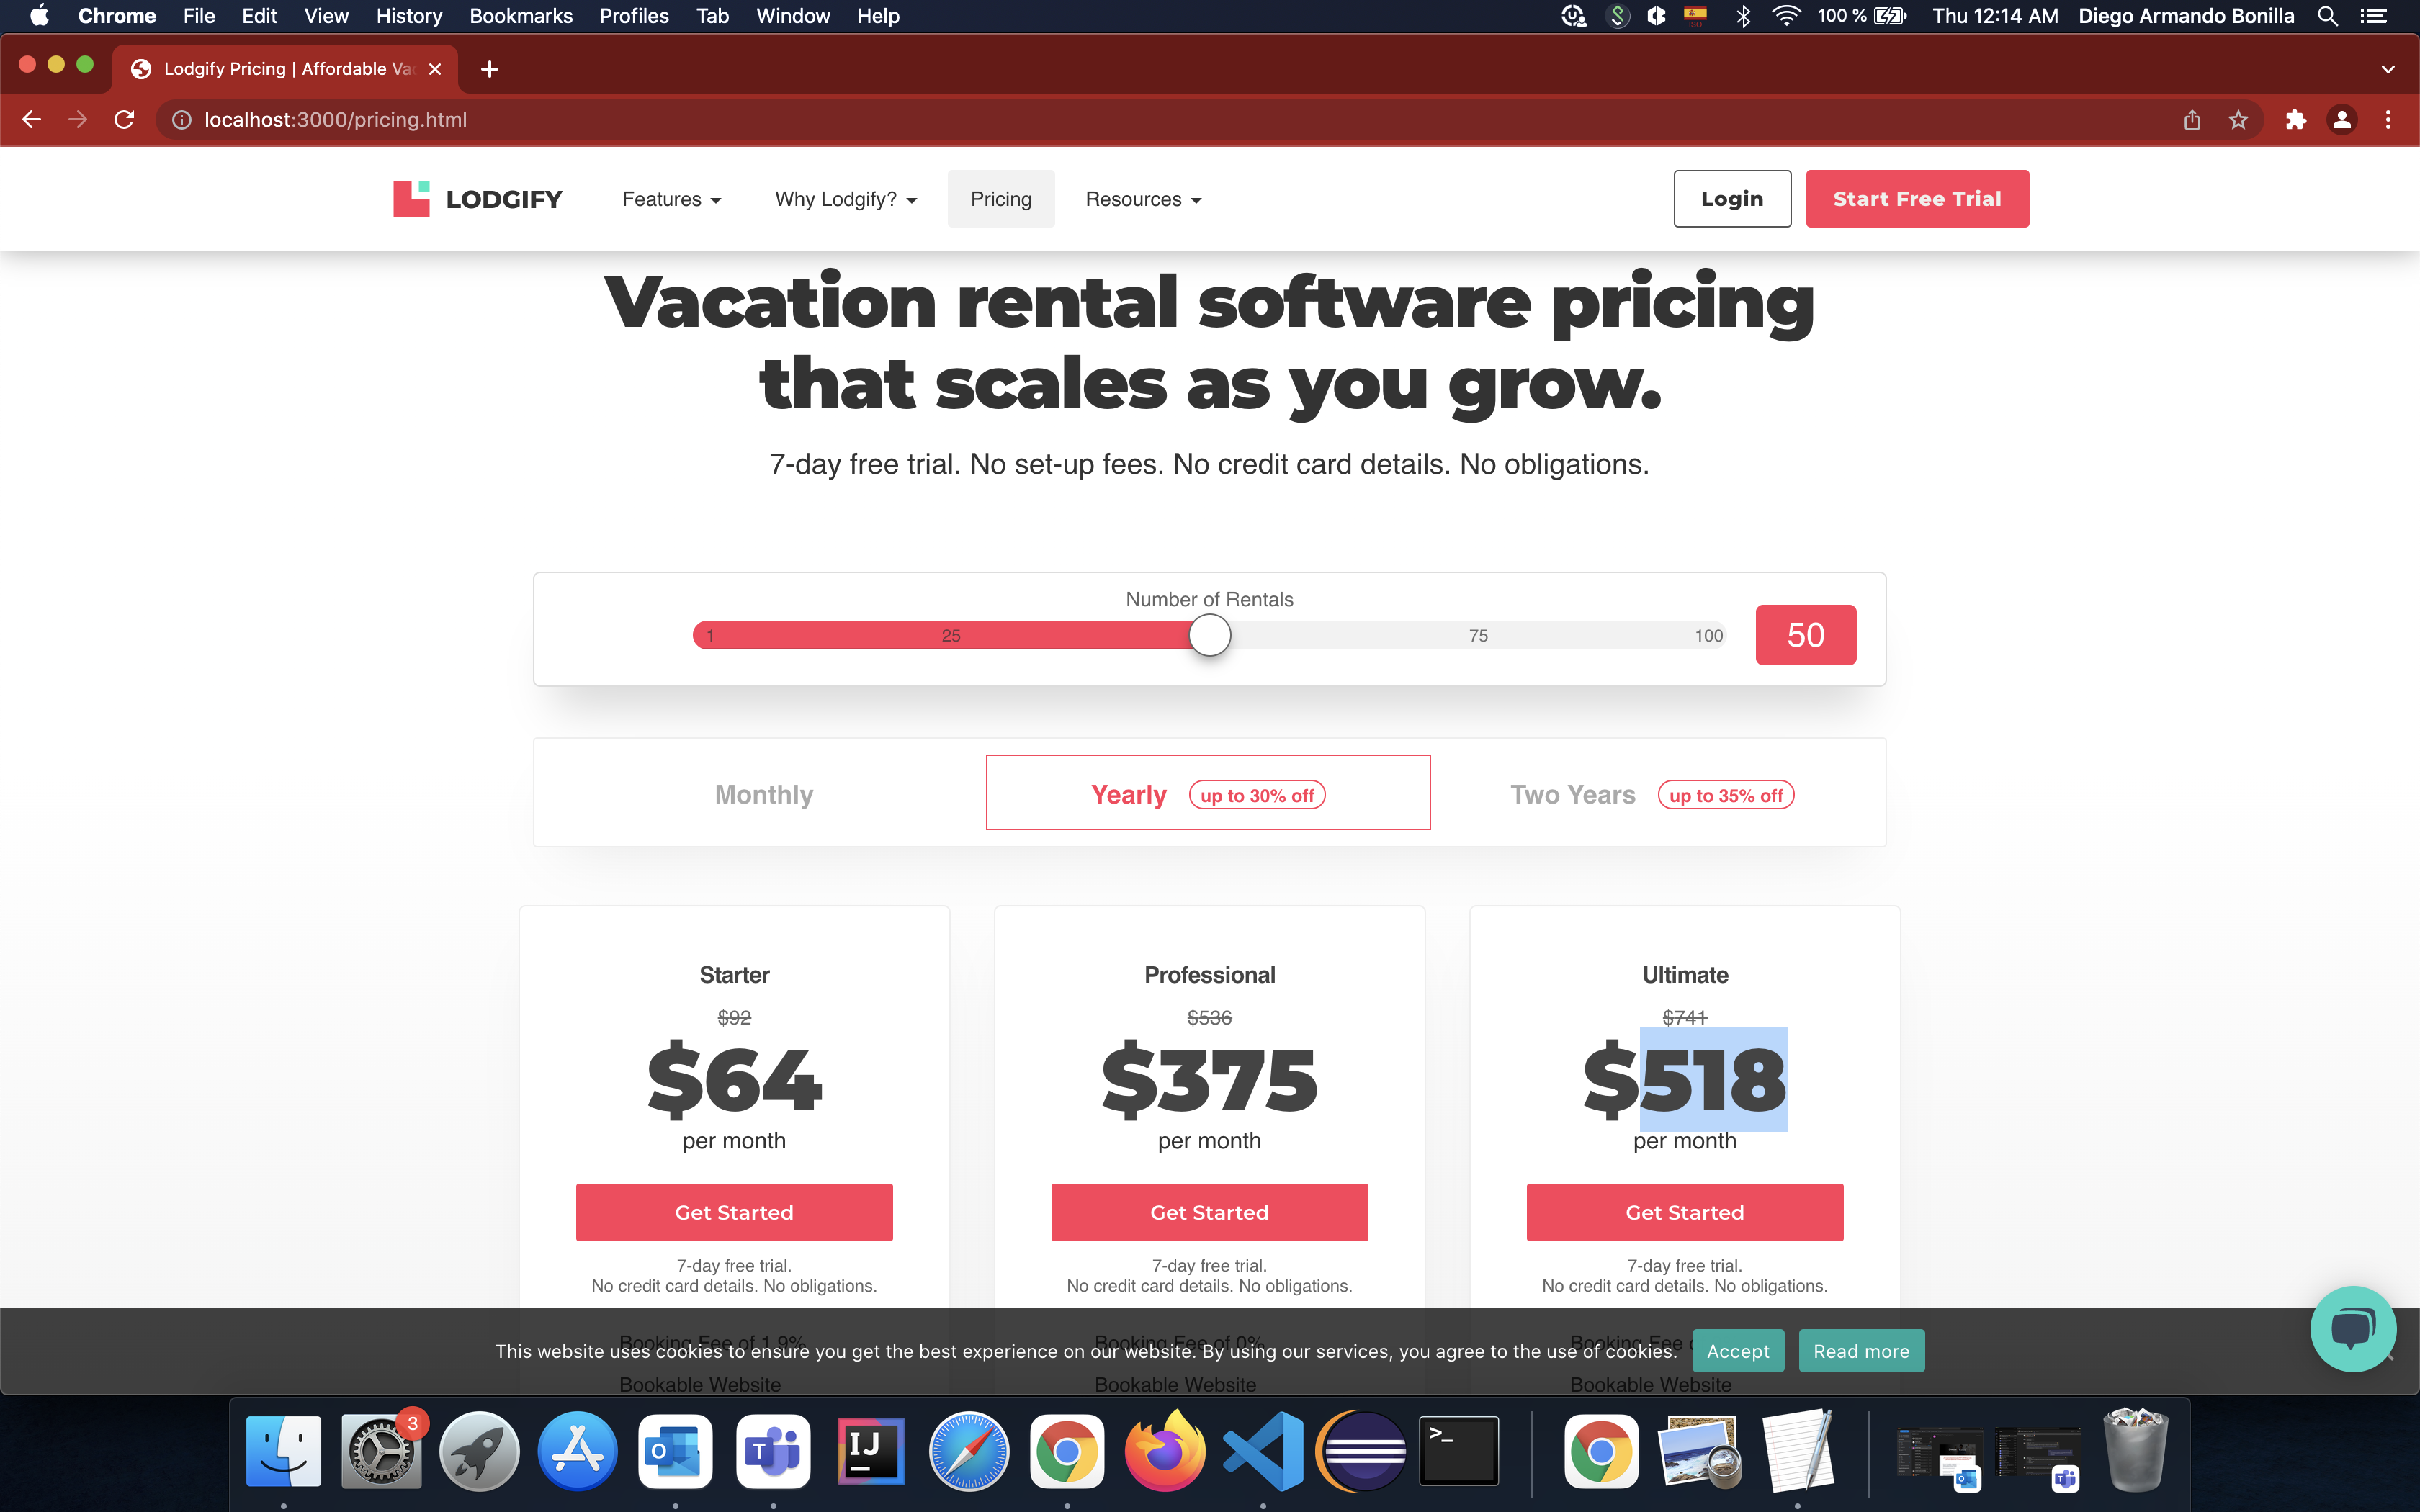 Chrome File Edit View History Bookmarks Profiles Tab Window Help
ISO 100 % Thu 12:14 AM Diego Armando Bonilla
Lodgify Pricing | Affordable Va
localhost:3000/pricing.html
LODGIFY Features Why Lodgify? Pricing Resources Login Start Free Trial
Vacation rental software pricing
that scales as you grow.
7-day free trial. No set-up fees. No credit card details. No obligations.
Number of Rentals
1 25 75 100 50
Monthly Yearly up to 30% off Two Years up to 35% off
Starter
$92
$64
per month
Get Started
7-day free trial.
No credit card details. No obligations.
Booking Fee of 1.9%
Bookable Website
Professional
$536
$375
per month
Get Started
7-day free trial.
No credit card details. No obligations.
Booking Fee of 0%
Bookable Website
Ultimate
$741
$518
per month
Get Started
7-day free trial.
No credit card details. No obligations.
Booking Fee
Bookable Website
This website uses cookies to ensure you get the best experience on our website. By using our services, you agree to the use of cookies. Accept Read more
3